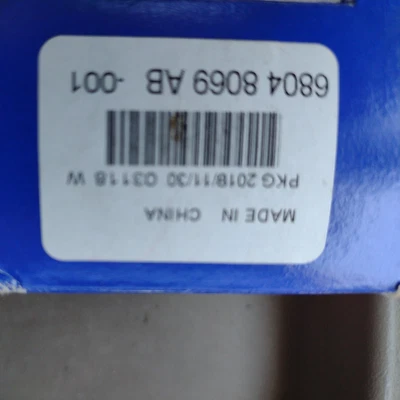 6804 8069 AB -001
PKG 2018/11/30 03118 W
MADE IN CHINA